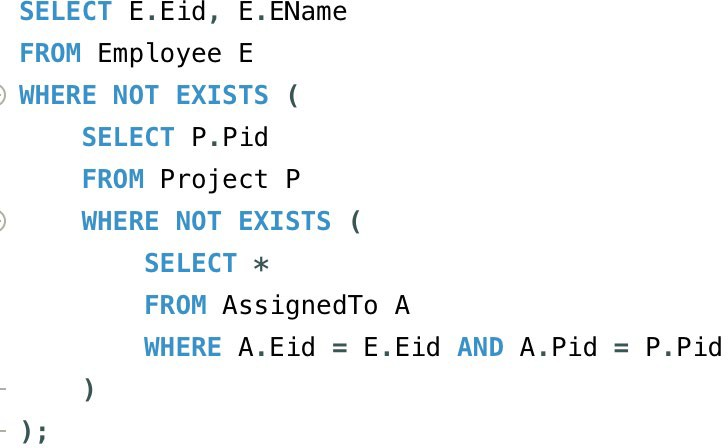 SELECT E.Eid, E.EName
FROM Employee E
WHERE NOT EXISTS (
    SELECT P.Pid
    FROM Project P
    WHERE NOT EXISTS (
        SELECT *
        FROM AssignedTo A
        WHERE A.Eid = E.Eid AND A.Pid = P.Pid
    )
);